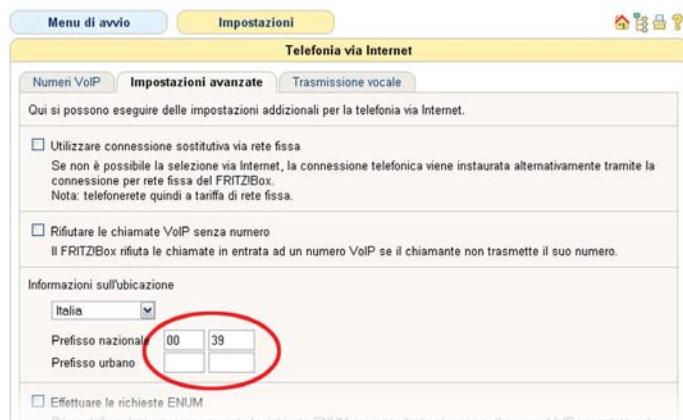 Menu di avvio
Impostazioni
Telefonia via Internet
Numeri VoIP
Impostazioni avanzate
Trasmissione vocale
Qui si possono eseguire delle impostazioni addizionali per la telefonia via Internet.
Utilizzare connessione sostitutiva via rete fissa
Se non è possibile la selezione via Internet, la connessione telefonica viene instaurata alternativamente tramite la
connessione per rete fissa del FRITZ!Box.
Nota: telefonerete quindi a tariffa di rete fissa.
Rifiutare le chiamate VoIP senza numero
Il FRITZ!Box rifiuta le chiamate in entrata ad un numero VoIP se il chiamante non trasmette il suo numero.
Informazioni sull'ubicazione
Italia
Prefisso nazionale 00 39
Prefisso urbano
Effettuare le richieste ENUM